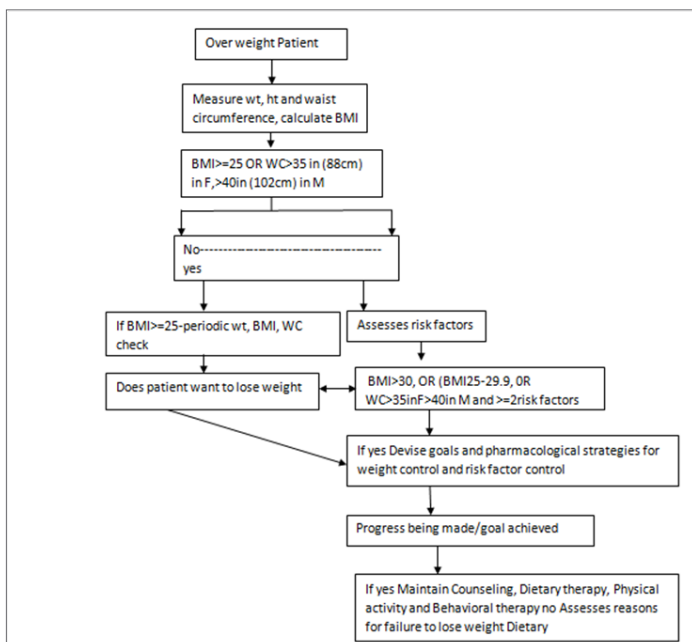 Over weight Patient
Measure wt, ht and waist
circumference, calculate BMI
BMI>=25 OR WC>35 in (88cm)
in F,>40in (102cm) in M
No---------------------------------------
yes
If BMI>=25-periodic wt, BMI, WC
check
Assesses risk factors
Does patient want to lose weight
BMI>30, OR (BMI25-29.9, 0R
WC>35inF>40in M and >=2risk factors
If yes Devise goals and pharmacological strategies for
weight control and risk factor control
Progress being made/goal achieved
If yes Maintain Counseling, Dietary therapy, Physical
activity and Behavioral therapy no Assesses reasons
for failure to lose weight Dietary